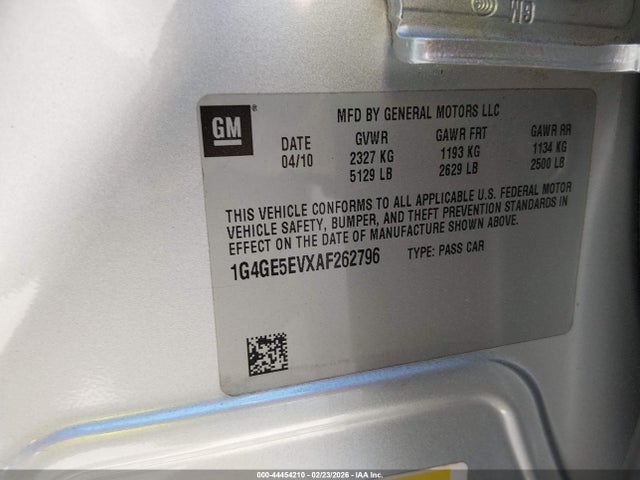 GM
MFD BY GENERAL MOTORS LLC
DATE GVWR GAWR FRT GAWR RR
04/10 2327 KG 1193 KG 1134 KG
5129 LB 2629 LB 2500 LB
THIS VEHICLE CONFORMS TO ALL APPLICABLE U.S. FEDERAL MOTOR
VEHICLE SAFETY, BUMPER, AND THEFT PREVENTION STANDARDS IN
EFFECT ON THE DATE OF MANUFACTURE SHOWN ABOVE.
1G4GE5EVXAF262796 TYPE: PASS CAR
000-44454210 - 02/23/2026 - IAA Inc.